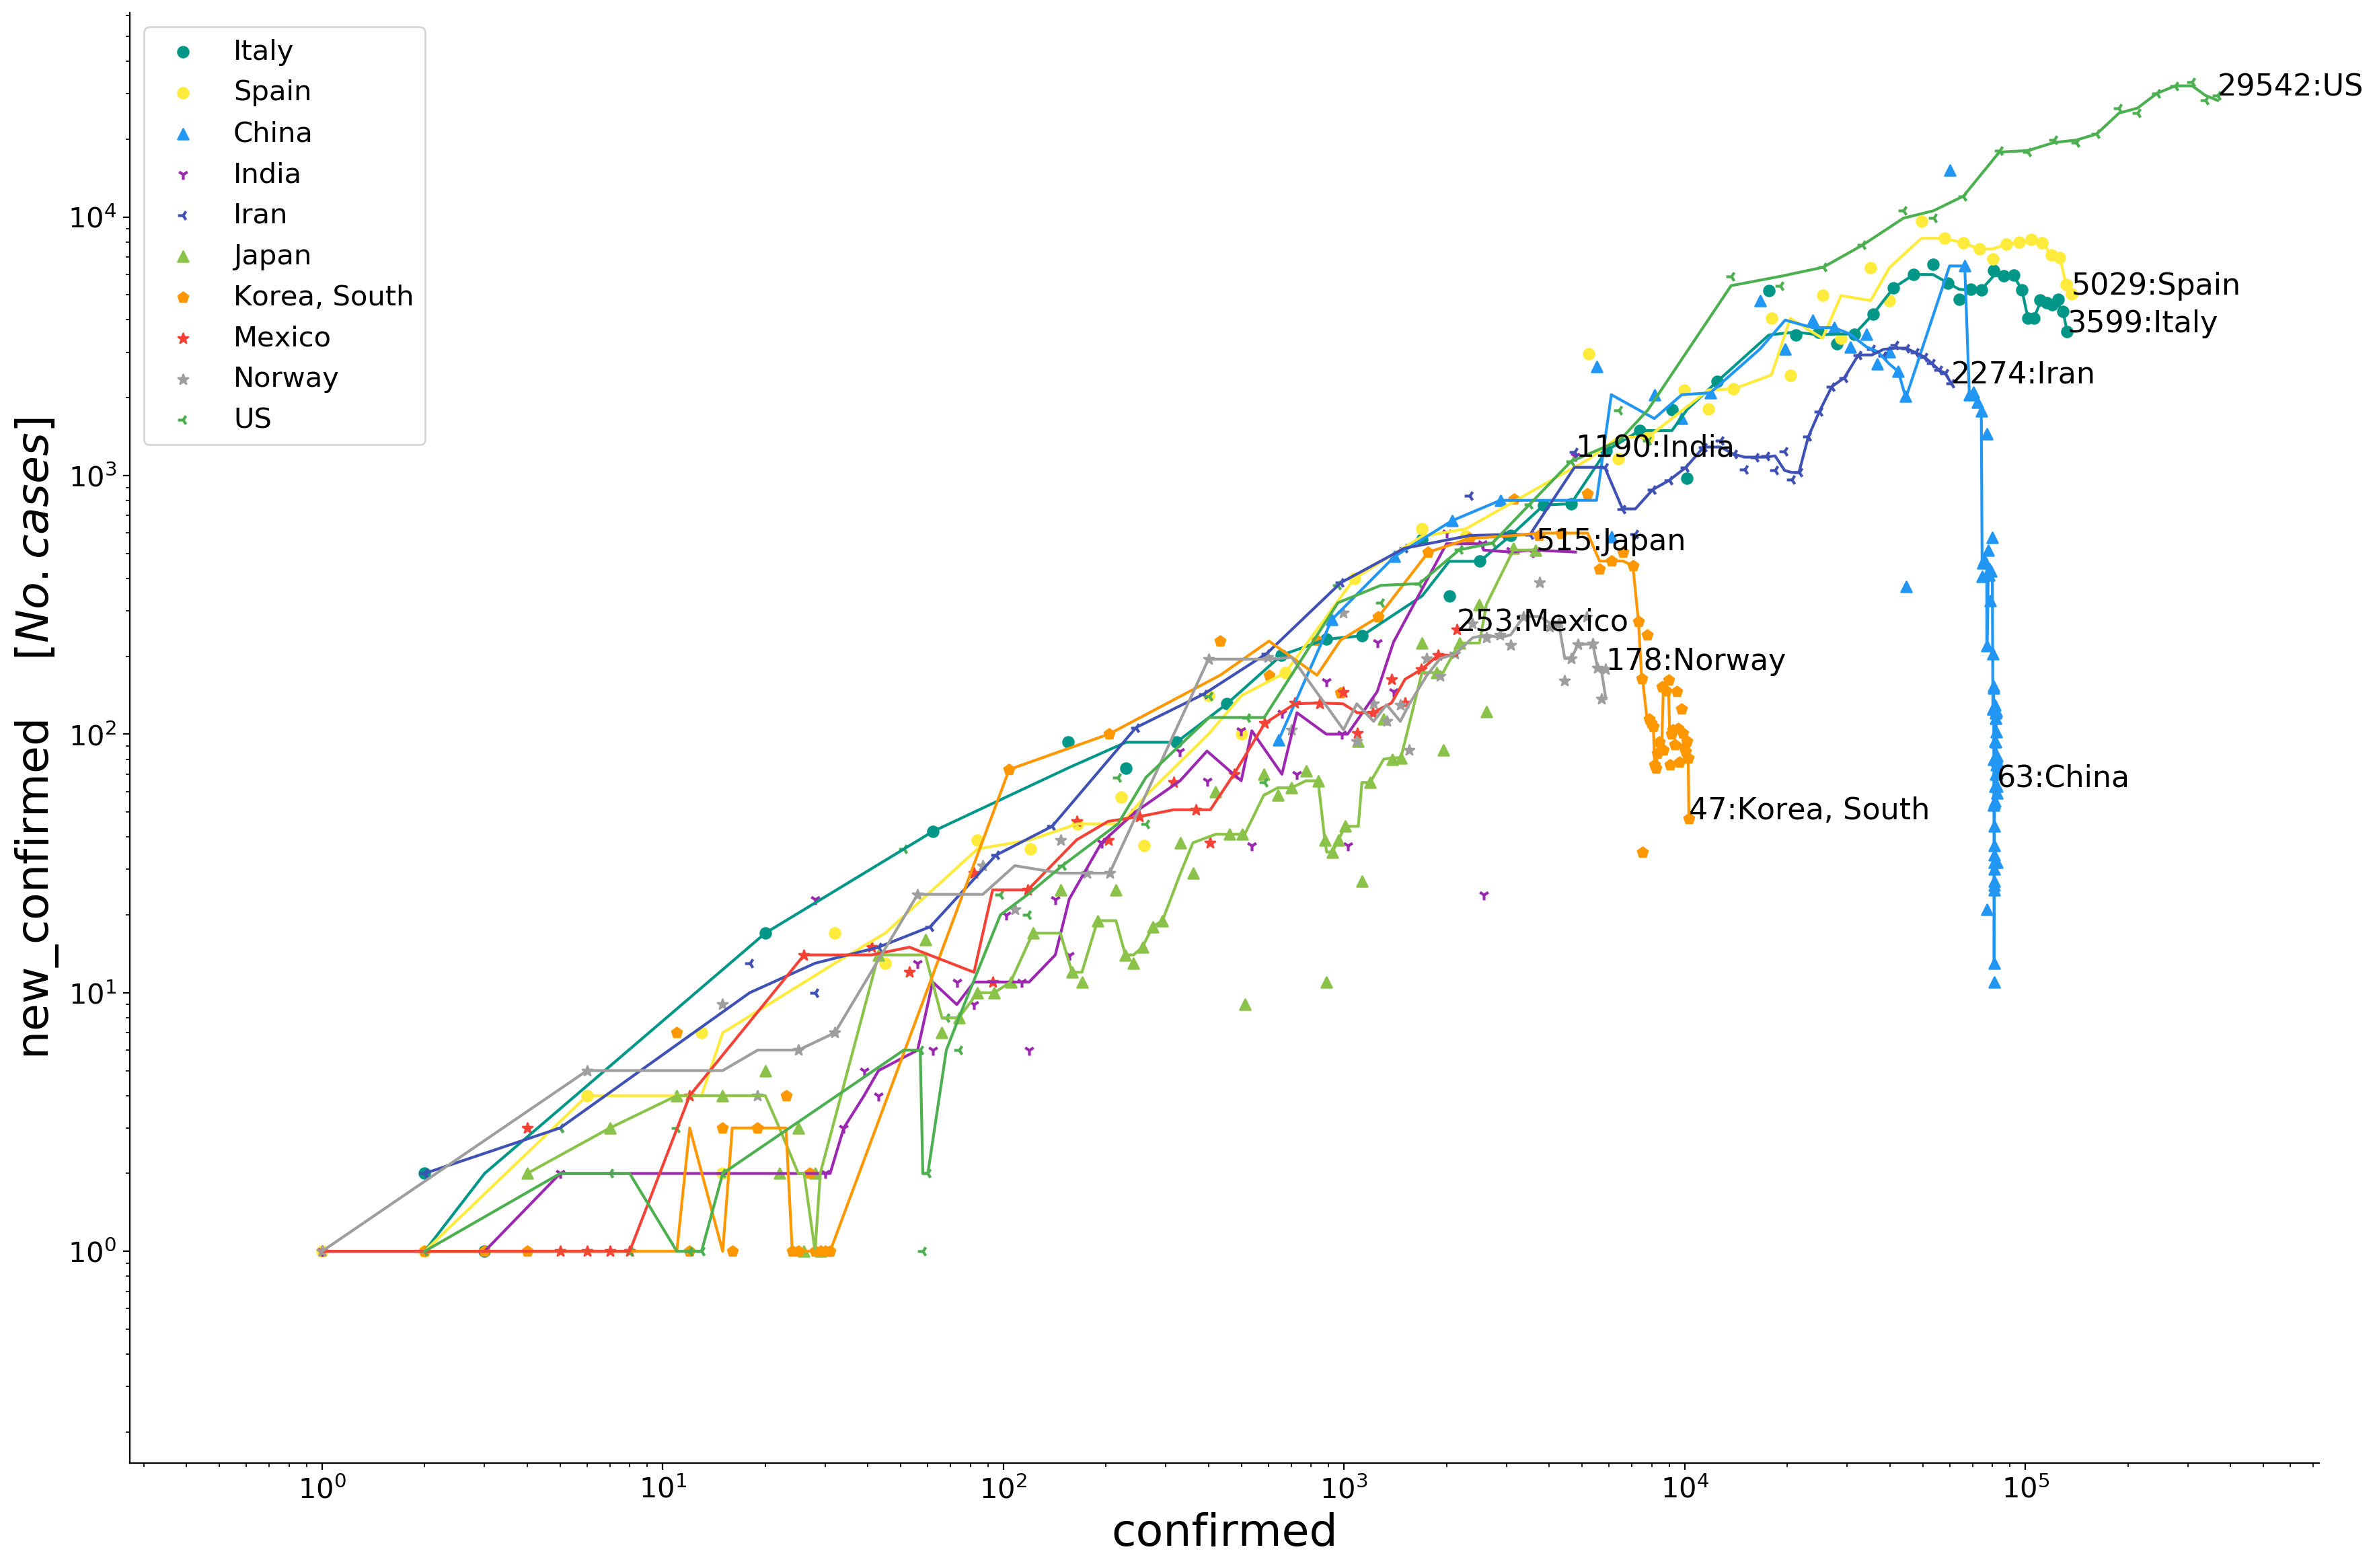 Italy
Spain
China
India
Iran
Japan
Korea, South
Mexico
Norway
US
29542:US
5029:Spain
3599:Italy
2274:Iran
1190:India
515:Japan
253:Mexico
178:Norway
63:China
47:Korea, South
new_confirmed [No. cases]
10⁴
10³
10²
10¹
10⁰
10⁰ 10¹ 10² 10³ 10⁴ 10⁵
confirmed